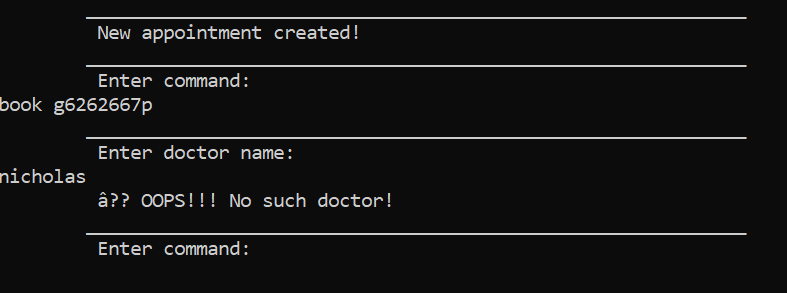 New appointment created!
Enter command:
book g6262667p
Enter doctor name:
nicholas
â?? OOPS!!! No such doctor!
Enter command: